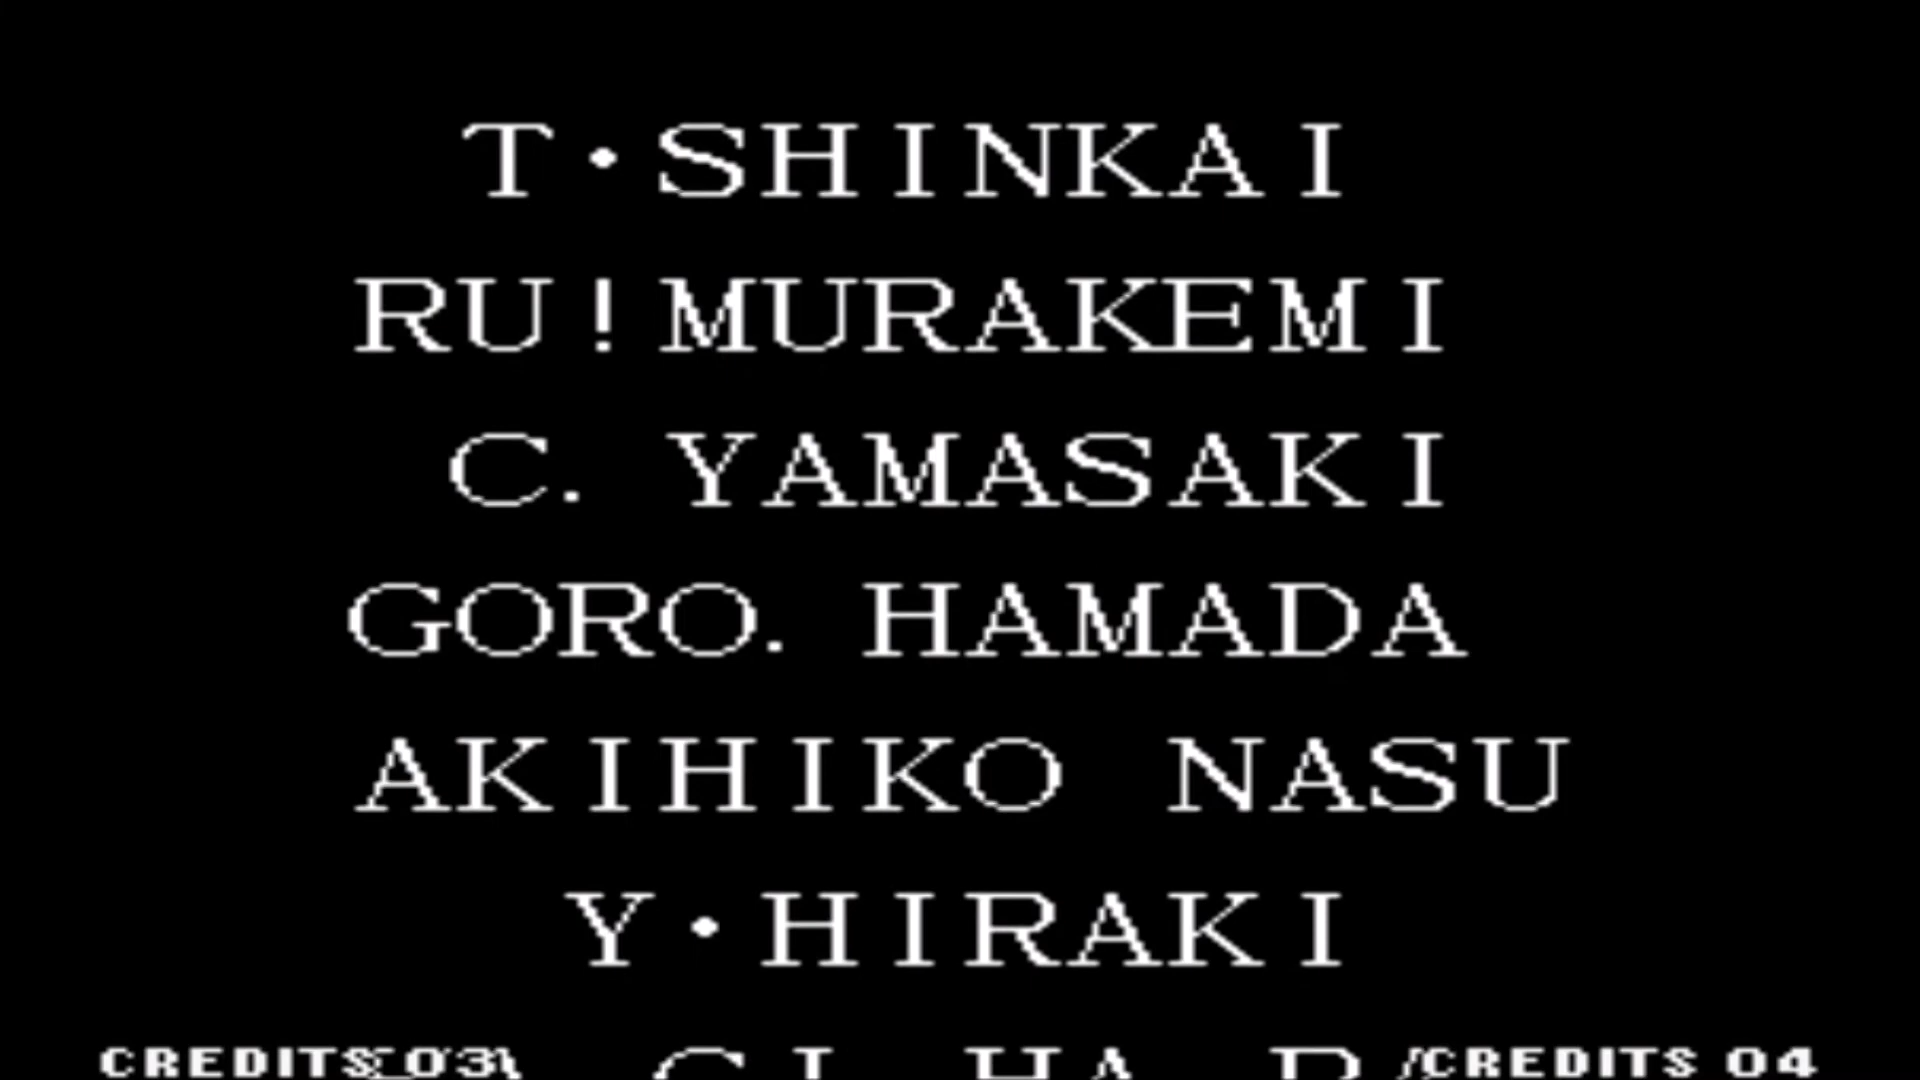 T·SHINKAI
RU!MURAKEMI
C. YAMASAKI
GORO. HAMADA
AKIHIKO NASU
Y·HIRAKI
CREDITS 03
CREDITS 04